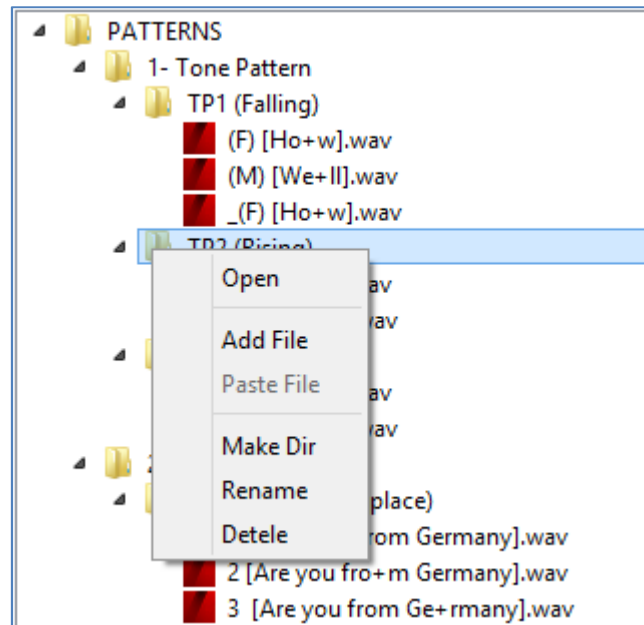 PATTERNS
1- Tone Pattern
TP1 (Falling)
(F) [Ho+w].wav
(M) [We+ll].wav
_(F) [Ho+w].wav
TP2 (Rising)
Open
av
Add File
.wav
Paste File
av
wav
Make Dir
Rename
place)
Detele
rom Germany].wav
2 [Are you fro+m Germany].wav
3 [Are you from Ge+rmany].wav